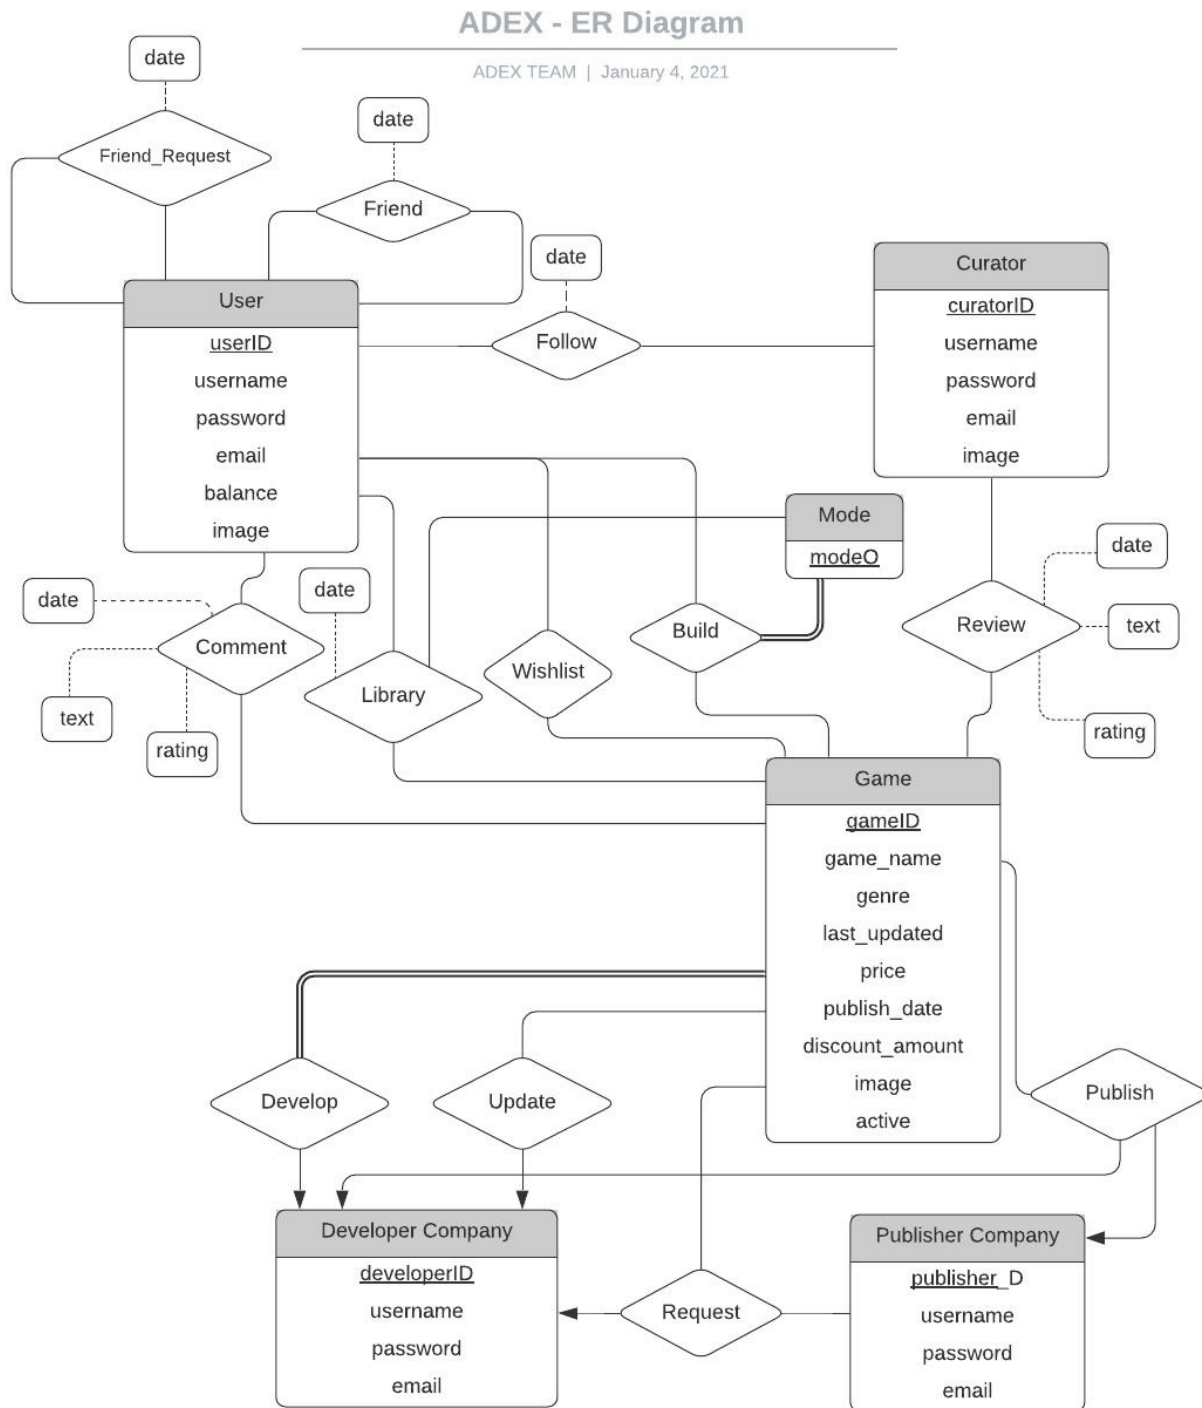 ADEX - ER Diagram
ADEX TEAM | January 4, 2021
date
Friend_Request
date
Friend
date
Follow
User
userID
username
password
email
balance
image
Curator
curatorID
username
password
email
image
Mode
modeO
date
Comment
text
rating
date
Library
Wishlist
Build
Review
date
text
rating
Game
gameID
game_name
genre
last_updated
price
publish_date
discount_amount
image
active
Develop
Update
Publish
Developer Company
developerID
username
password
email
Request
Publisher Company
publisher_D
username
password
email